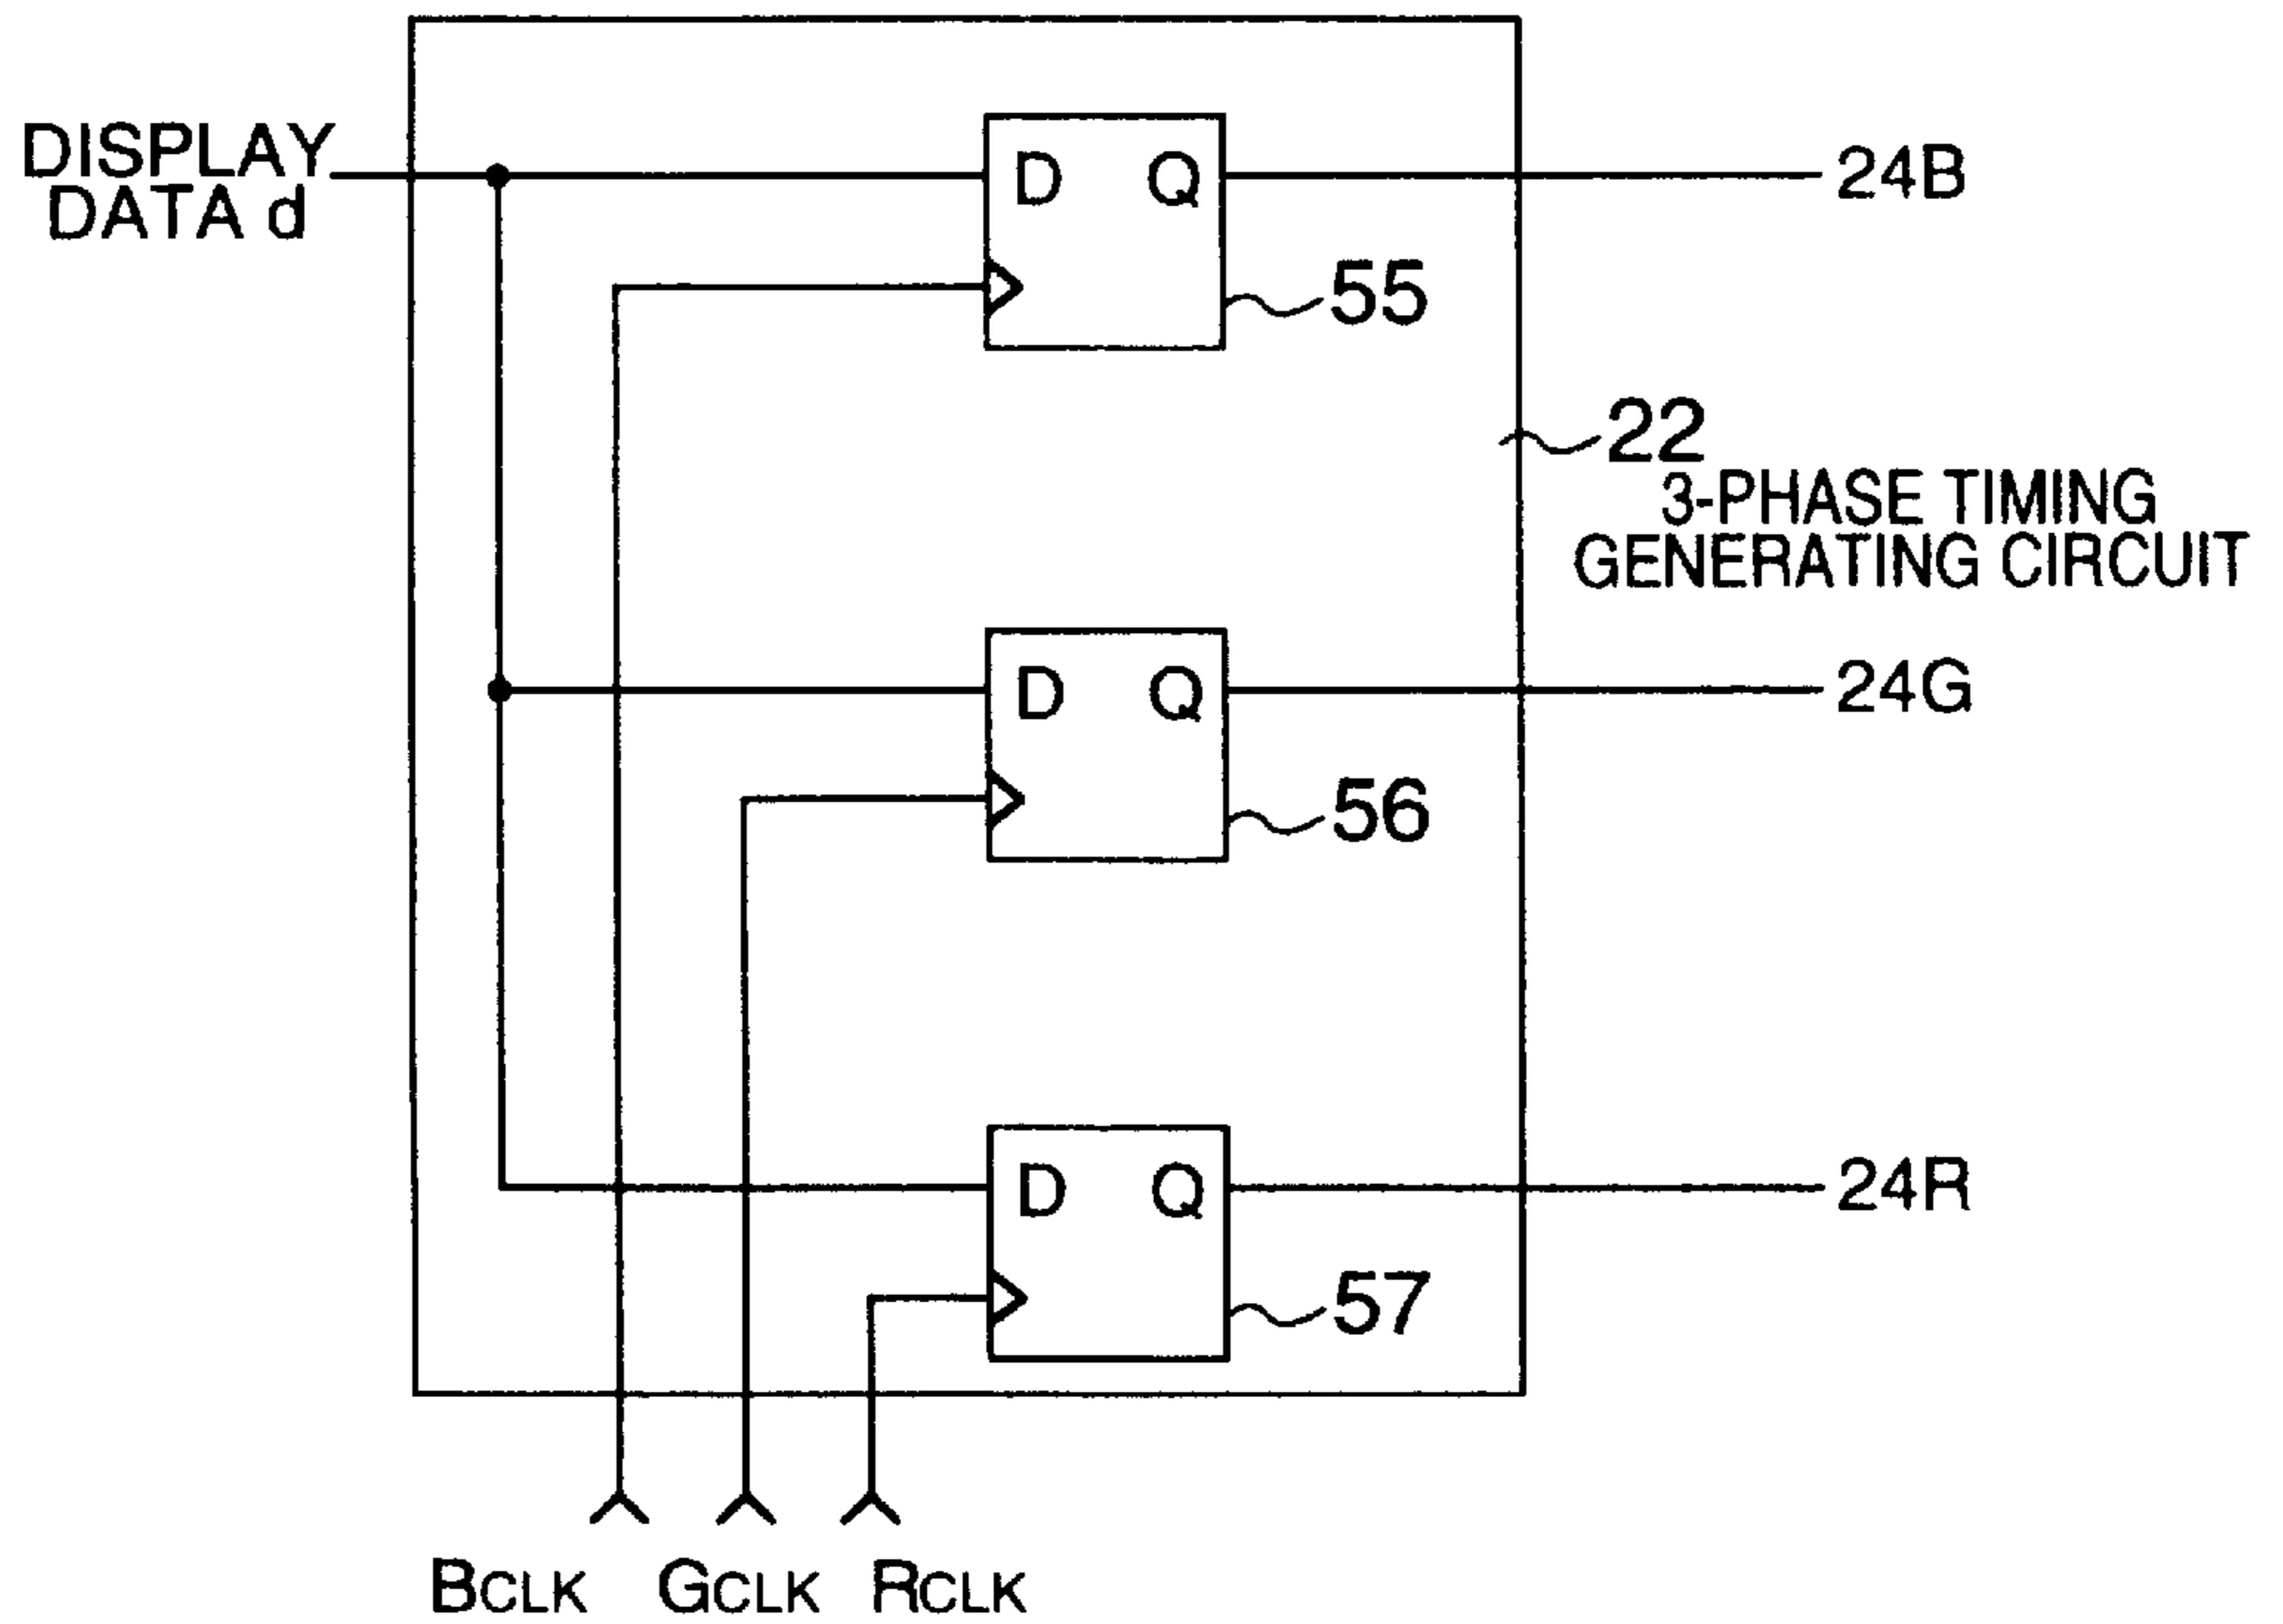 DISPLAY
DATA d
D Q
24B
55
22
3-PHASE TIMING
GENERATING CIRCUIT
D Q
24G
56
D Q
24R
57
BCLK GCLK RCLK